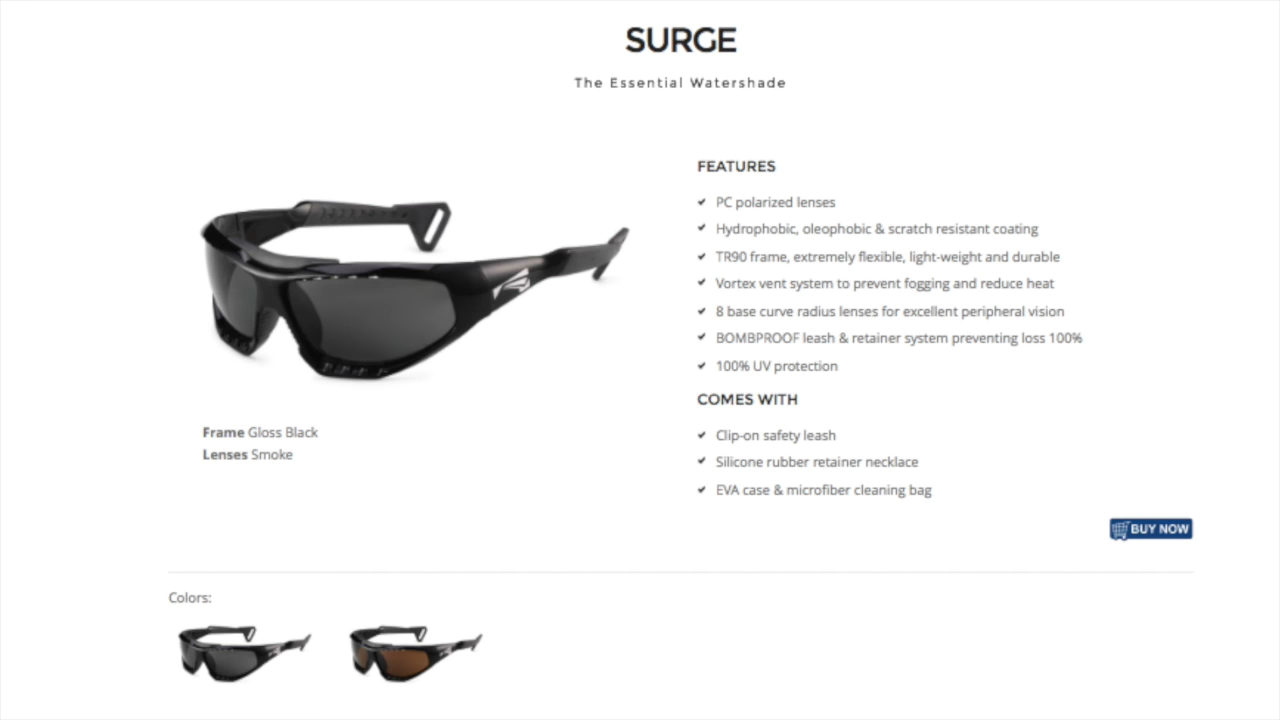 SURGE
The Essential Watershade
FEATURES
PC polarized lenses
Hydrophobic, oleophobic & scratch resistant coating
TR90 frame, extremely flexible, light-weight and durable
Vortex vent system to prevent fogging and reduce heat
8 base curve radius lenses for excellent peripheral vision
BOMBPROOF leash & retainer system preventing loss 100%
100% UV protection
COMES WITH
Clip-on safety leash
Silicone rubber retainer necklace
EVA case & microfiber cleaning bag
Frame Gloss Black
Lenses Smoke
BUY NOW
Colors: